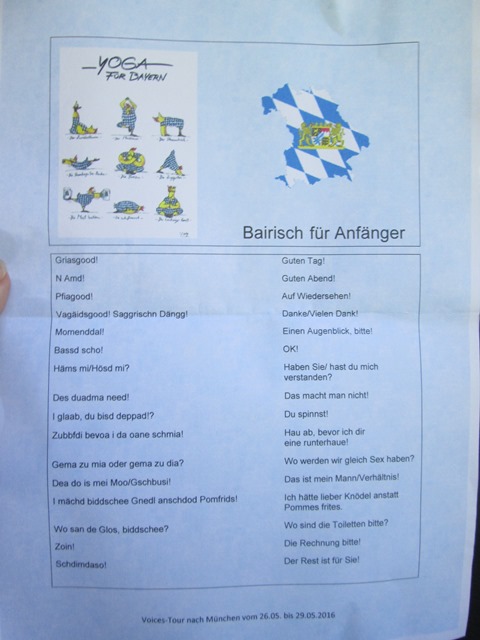 YOGA
FÜR BAYERN
Bairisch für Anfänger
Griasgood! Guten Tag!
N Amd! Guten Abend!
Pfiagood! Auf Wiedersehen!
Vagäidsgood! Saggrischn Dängg! Danke/Vielen Dank!
Momenddal! Einen Augenblick, bitte!
Bassd scho! OK!
Häms mi/Hösd mi? Haben Sie/ hast du mich
verstanden?
Des duadma need! Das macht man nicht!
I glaab, du bisd deppad!? Du spinnst!
Zubbfdi bevoa i da oane schmia! Hau ab, bevor ich dir
eine runterhaue!
Gema zu mia oder gema zu dia? Wo werden wir gleich Sex haben?
Dea do is mei Moo/Gschbusi! Das ist mein Mann/Verhältnis!
I mächd biddschee Gnedl anschdod Pomfrids! Ich hätte lieber Knödel anstatt
Pommes frites.
Wo san de Glos, biddschee? Wo sind die Toiletten bitte?
Zoin! Die Rechnung bitte!
Schdimdaso! Der Rest ist für Sie!
Voices-Tour nach München vom 26.05. bis 29.05.2016